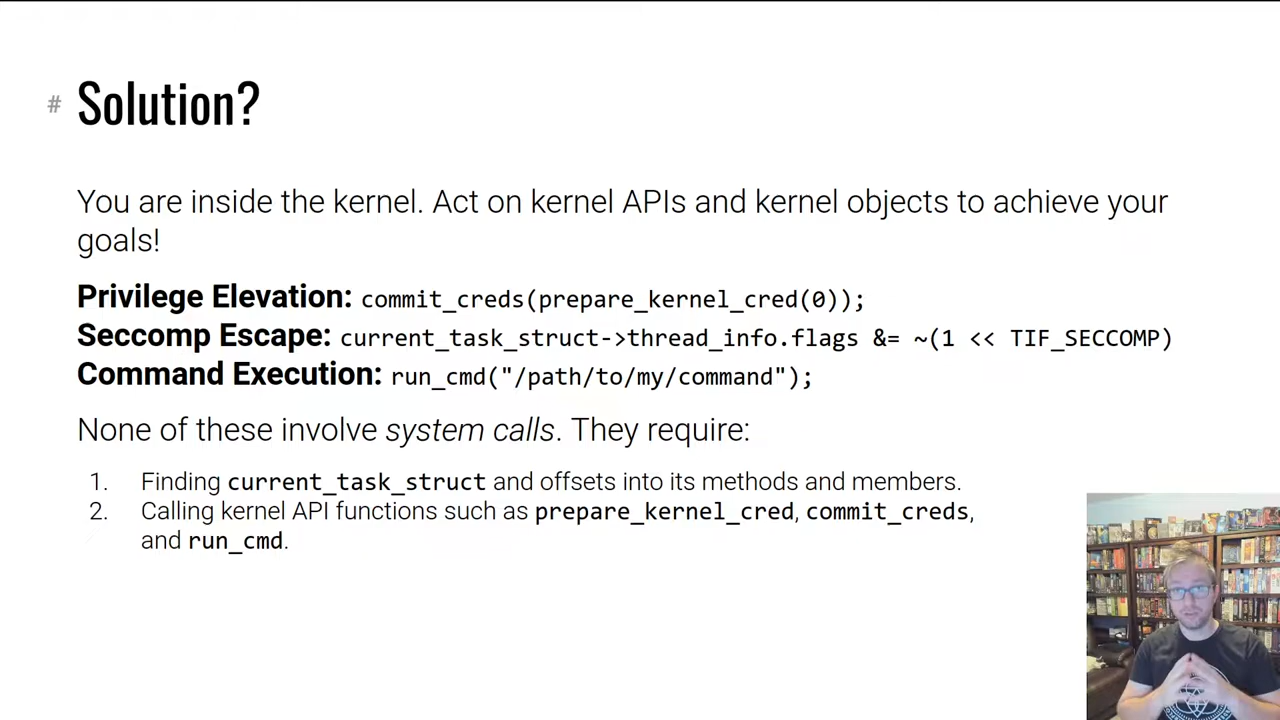 # Solution?
You are inside the kernel. Act on kernel APIs and kernel objects to achieve your
goals!
Privilege Elevation: commit_creds(prepare_kernel_cred(0));
Seccomp Escape: current_task_struct->thread_info.flags &= ~(1 << TIF_SECCOMP)
Command Execution: run_cmd("/path/to/my/command");
None of these involve system calls. They require:
1. Finding current_task_struct and offsets into its methods and members.
2. Calling kernel API functions such as prepare_kernel_cred, commit_creds,
and run_cmd.